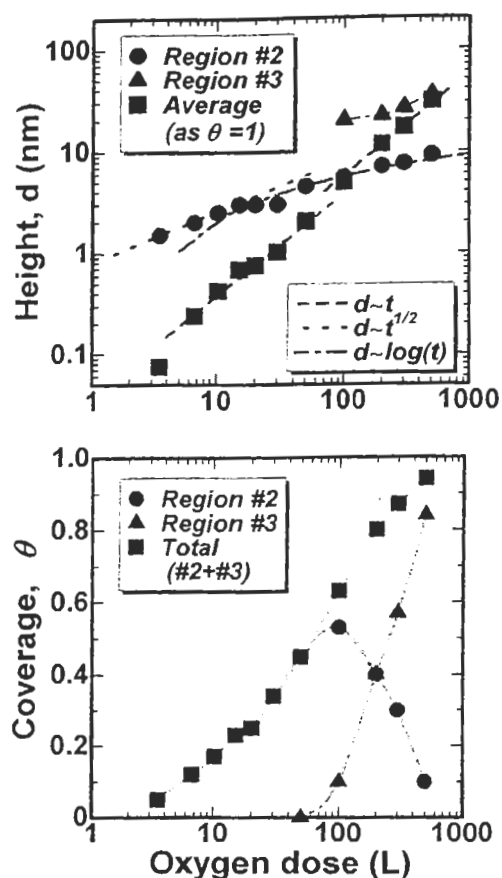 100
10
1
0.1
Height, d (nm)
Region #2
Region #3
Average
(as θ =1)
d~t
d~t^1/2
d~log(t)
1 10 100 1000
1.0
0.8
0.6
0.4
0.2
0
Coverage, θ
Region #2
Region #3
Total
(#2+#3)
1 10 100 1000
Oxygen dose (L)